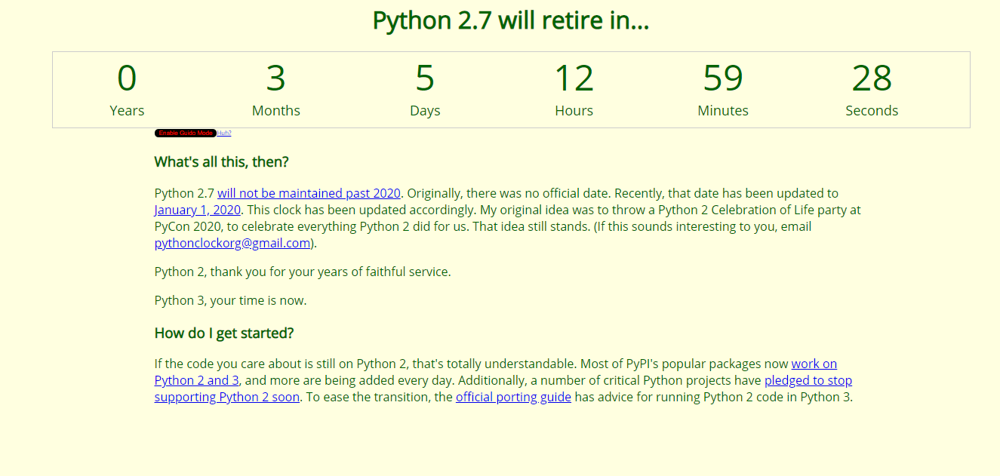 Python 2.7 will retire in...
0 3 5 12 59 28
Years Months Days Hours Minutes Seconds
Enable Guido Mode Huh?
What's all this, then?
Python 2.7 will not be maintained past 2020. Originally, there was no official date. Recently, that date has been updated to
January 1, 2020. This clock has been updated accordingly. My original idea was to throw a Python 2 Celebration of Life party at
PyCon 2020, to celebrate everything Python 2 did for us. That idea still stands. (If this sounds interesting to you, email
pythonclockorg@gmail.com).
Python 2, thank you for your years of faithful service.
Python 3, your time is now.
How do I get started?
If the code you care about is still on Python 2, that's totally understandable. Most of PyPI's popular packages now work on
Python 2 and 3, and more are being added every day. Additionally, a number of critical Python projects have pledged to stop
supporting Python 2 soon. To ease the transition, the official porting guide has advice for running Python 2 code in Python 3.